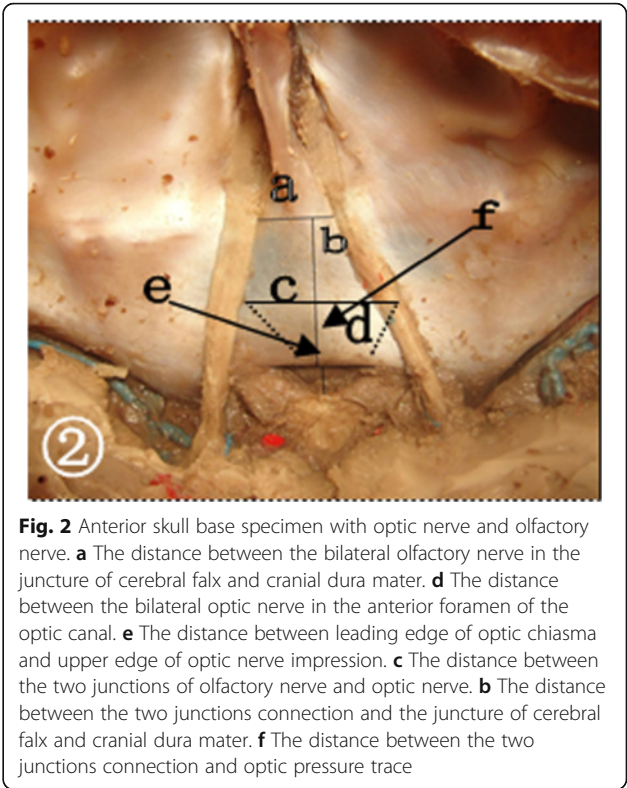 a
b
f
e
c
d
②
Fig. 2 Anterior skull base specimen with optic nerve and olfactory
nerve. a The distance between the bilateral olfactory nerve in the
juncture of cerebral falx and cranial dura mater. d The distance
between the bilateral optic nerve in the anterior foramen of the
optic canal. e The distance between leading edge of optic chiasma
and upper edge of optic nerve impression. c The distance between
the two junctions of olfactory nerve and optic nerve. b The distance
between the two junctions connection and the juncture of cerebral
falx and cranial dura mater. f The distance between the two
junctions connection and optic pressure trace